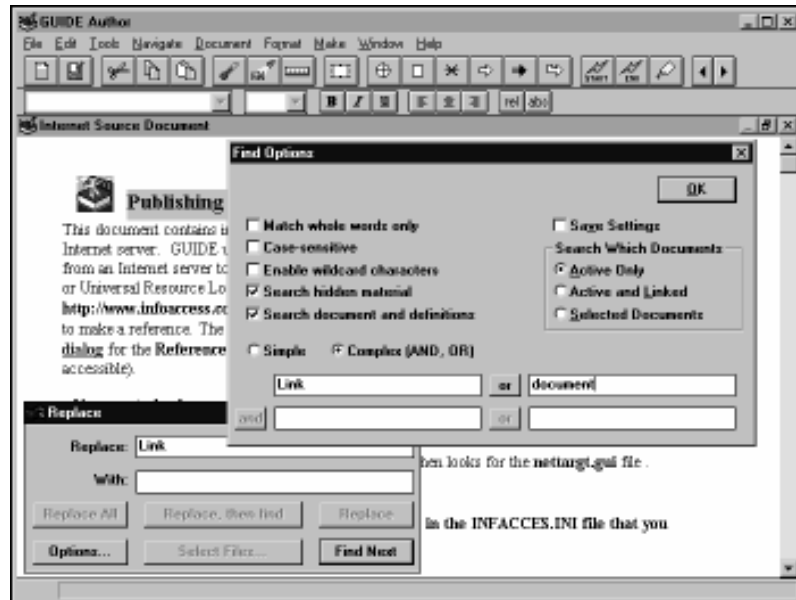 GUIDE Author
File Edit Tools Navigate Document Format Make Window Help
START END
B I U rel abs
Internet Source Document
Find Options
OK
Publishing
This document contains
Internet server. GUIDE
from an Internet server to
or Universal Resource Lo
http://www.infoaccess.co
to make a reference. The
dialog for the Reference
accessible).
Match whole words only
Case-sensitive
Enable wildcard characters
Search hidden material
Search document and definitions
Save Settings
Search Which Documents
Active Only
Active and Linked
Selected Documents
Simple Complex (AND, OR)
Link or document
and or
Replace
Replace: Link
With:
Replace All Replace, then find Replace
Options... Select Files... Find Next
hen looks for the nettargt.gui file .
in the INFACCES.INI file that you